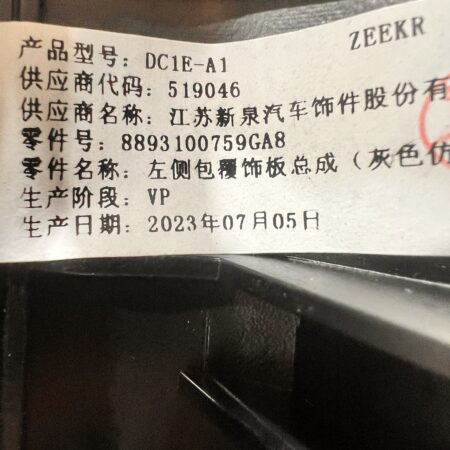 ZEEKR
产品型号: DC1E-A1
供应商代码: 519046
供应商名称: 江苏新泉汽车饰件股份有
零件号: 8893100759GA8
零件名称: 左侧包覆饰板总成（灰色仿
生产阶段: VP
生产日期: 2023年07月05日